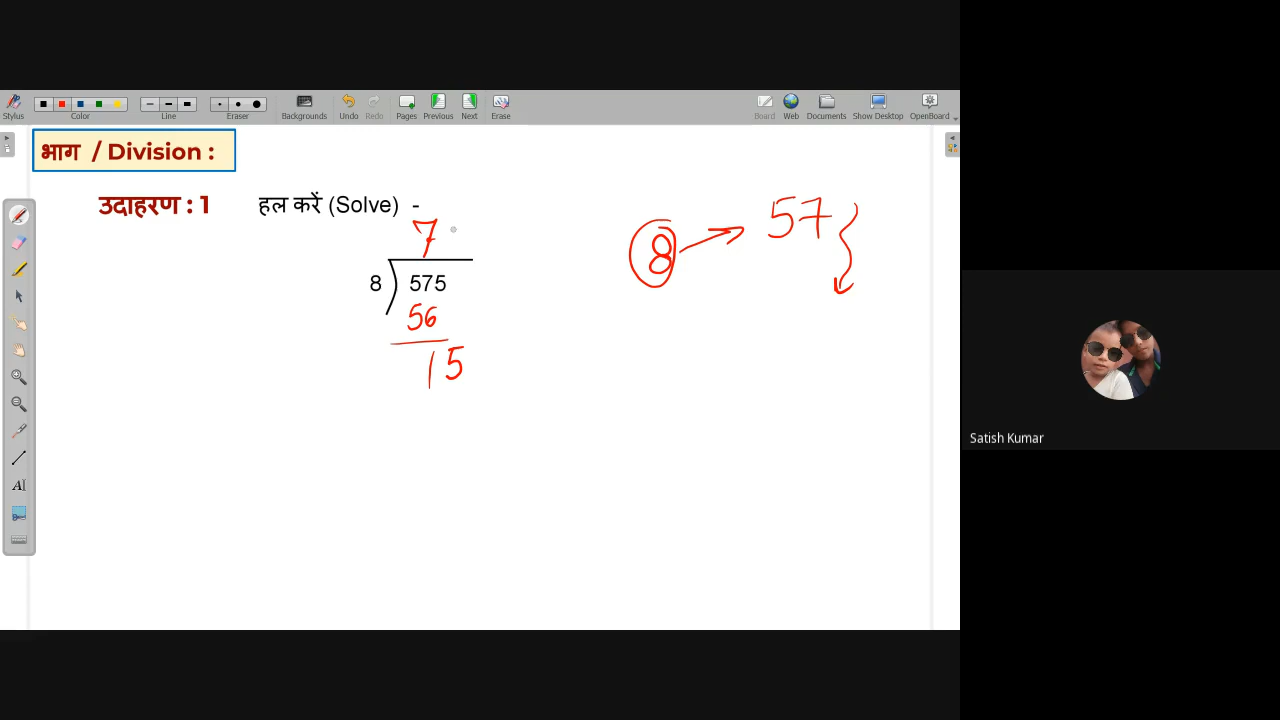 Stylus
Color
Line
Eraser
Backgrounds
Undo
Redo
Pages
Previous
Next
Erase
Board
Web
Documents
Show Desktop
OpenBoard
भाग / Division :
उदाहरण : 1 हल करें (Solve) -
7
8 575
56
15
8 57
Satish Kumar